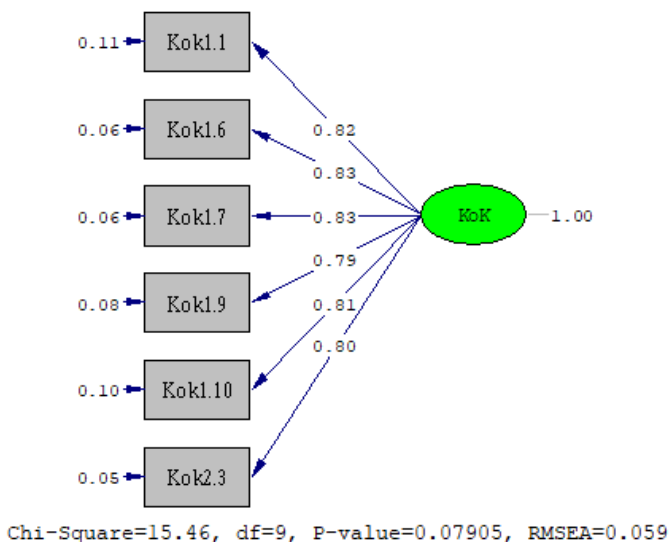 0.11 Kok1.1
0.82
0.06 Kok1.6
0.83
0.06 Kok1.7 0.83 KoK 1.00
0.79
0.08 Kok1.9
0.81
0.80
0.10 Kok1.10
0.05 Kok2.3
Chi-Square=15.46, df=9, P-value=0.07905, RMSEA=0.059